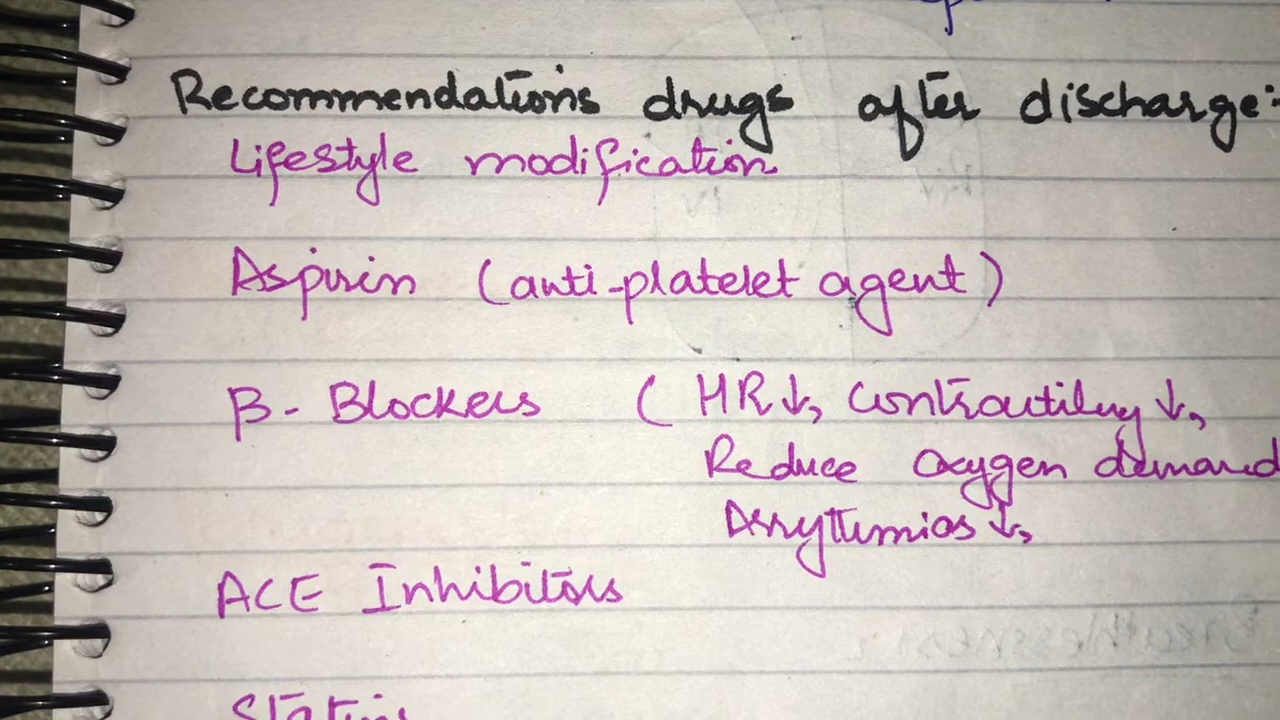 Recommendations drugs after discharge:
Lifestyle modification
Aspirin (anti-platelet agent)
β- Blockers ( HR↓, Contractility ↓,
Reduce oxygen demand
Arrythmias ↓,
ACE Inhibitors
Statins